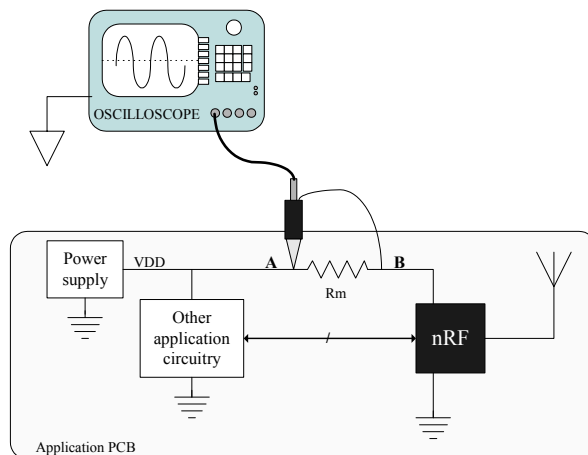 OSCILLOSCOPE
Power
supply
VDD
A
B
Rm
Other
application
circuitry
nRF
Application PCB